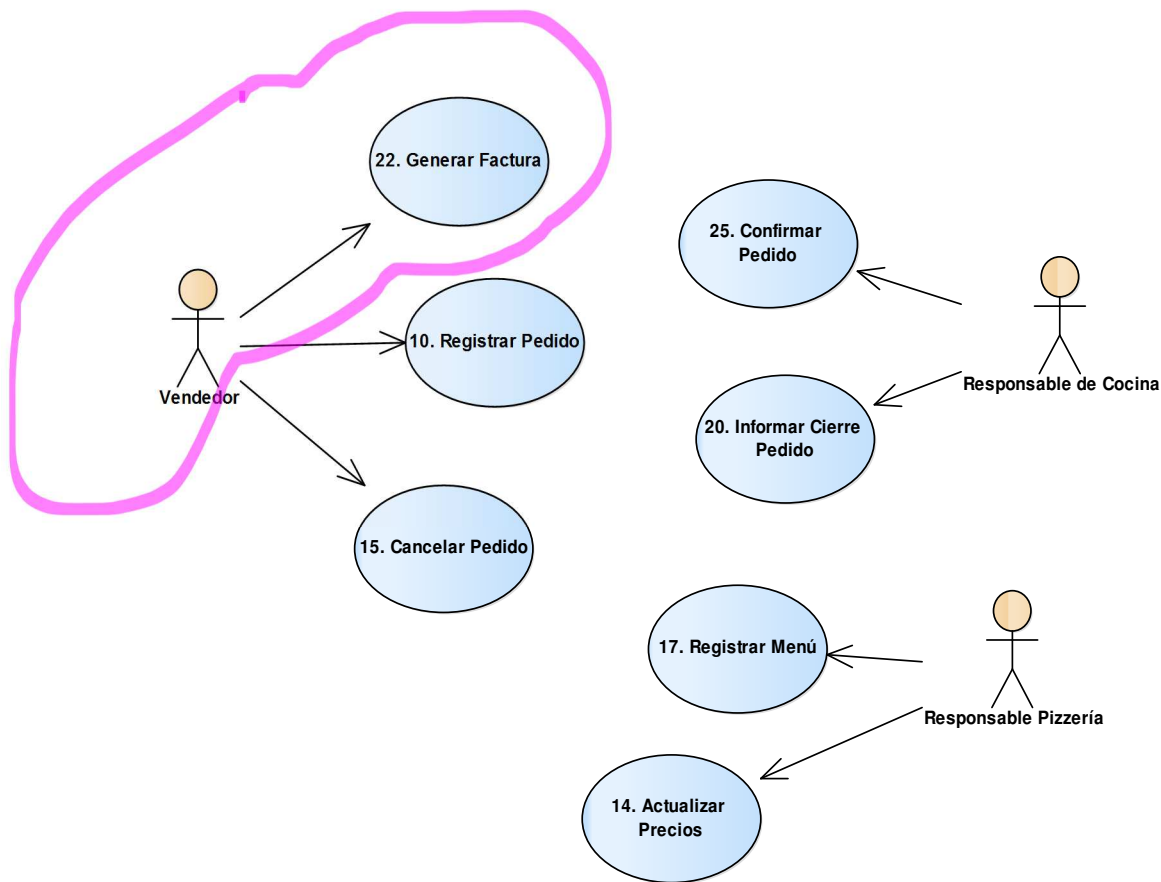 22. Generar Factura
25. Confirmar
Pedido
10. Registrar Pedido
Vendedor
Responsable de Cocina
20. Informar Cierre
Pedido
15. Cancelar Pedido
17. Registrar Menú
Responsable Pizzería
14. Actualizar
Precios